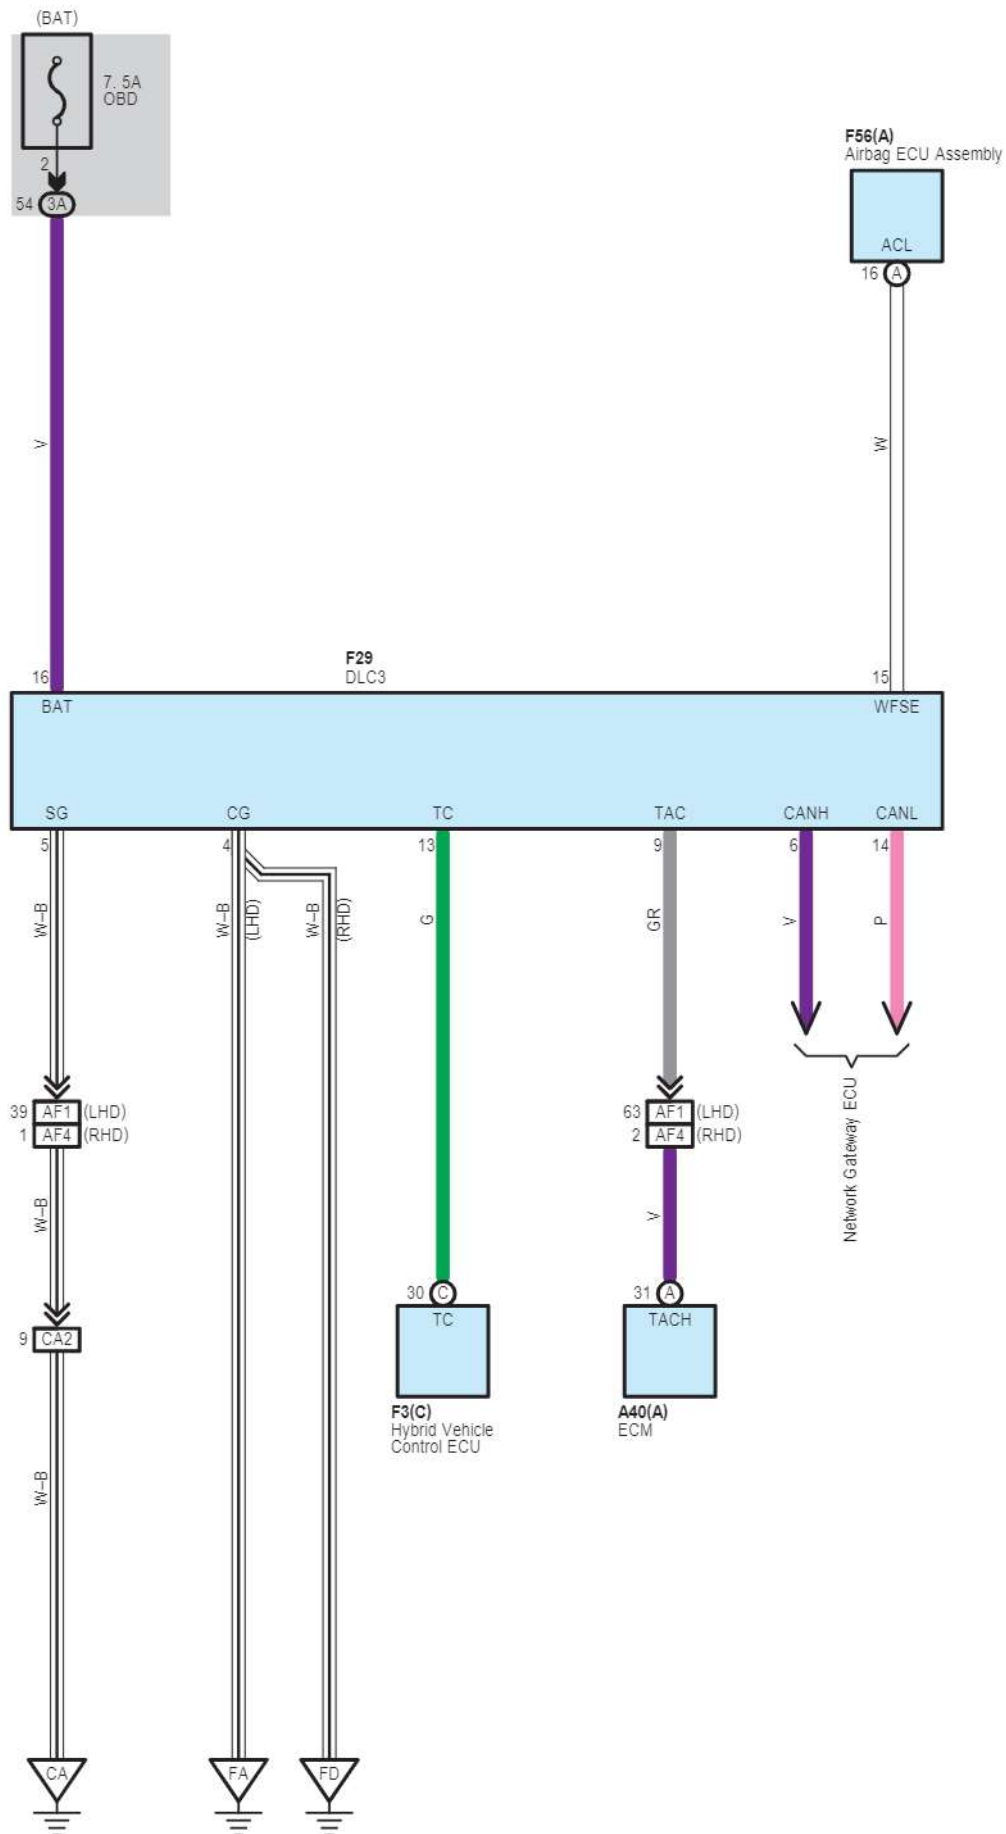 (BAT)
7. 5A
OBD
2
54 3A
F56(A)
Airbag ECU Assembly
ACL
16 A
V
W
F29
DLC3
16
15
BAT
WFSE
SG
CG
TC
TAC
CANH
CANL
5
4
13
9
6
14
W–B
W–B
(LHD)
W–B
(RHD)
G
GR
V
P
39 AF1 (LHD)
1 AF4 (RHD)
63 AF1 (LHD)
2 AF4 (RHD)
Network Gateway ECU
W–B
V
9 CA2
30 C
TC
F3(C)
Hybrid Vehicle
Control ECU
31 A
TACH
A40(A)
ECM
W–B
CA
FA
FD